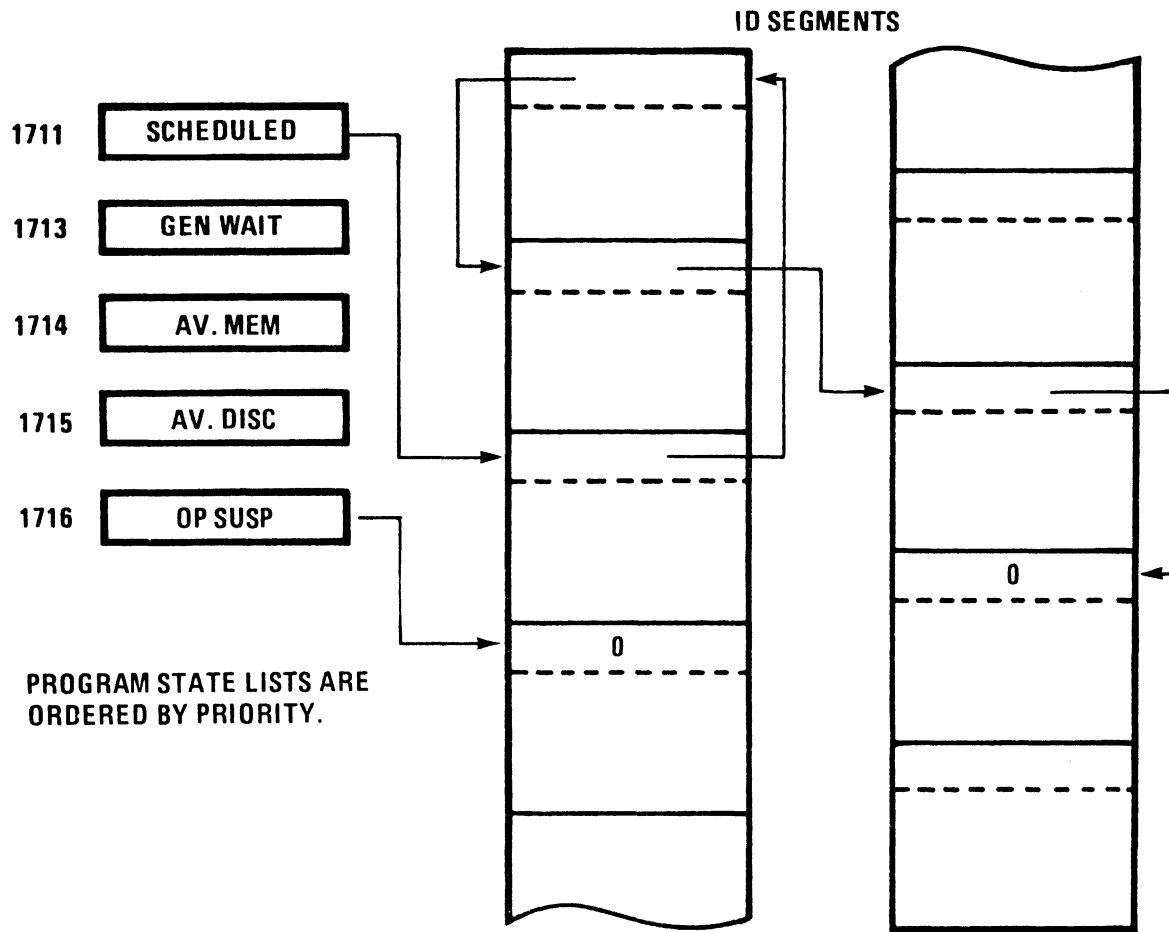 ID SEGMENTS
1711 SCHEDULED
1713 GEN WAIT
1714 AV. MEM
1715 AV. DISC
1716 OP SUSP
0
0
PROGRAM STATE LISTS ARE
ORDERED BY PRIORITY.